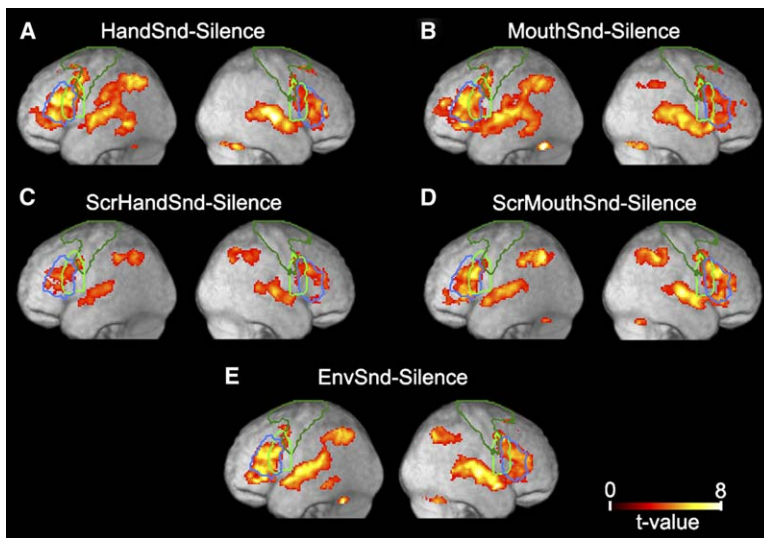 A HandSnd-Silence
B MouthSnd-Silence
C ScrHandSnd-Silence
D ScrMouthSnd-Silence
E EnvSnd-Silence
0 8
t-value